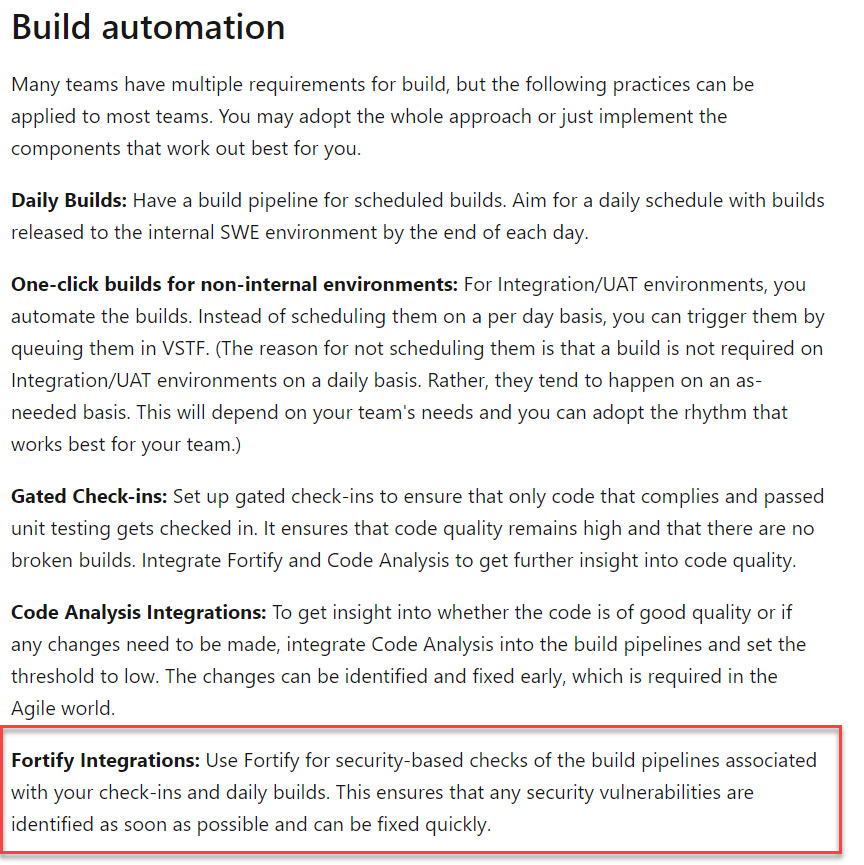 Build automation
Many teams have multiple requirements for build, but the following practices can be
applied to most teams. You may adopt the whole approach or just implement the
components that work out best for you.
Daily Builds: Have a build pipeline for scheduled builds. Aim for a daily schedule with builds
released to the internal SWE environment by the end of each day.
One-click builds for non-internal environments: For Integration/UAT environments, you
automate the builds. Instead of scheduling them on a per day basis, you can trigger them by
queuing them in VSTF. (The reason for not scheduling them is that a build is not required on
Integration/UAT environments on a daily basis. Rather, they tend to happen on an as-
needed basis. This will depend on your team's needs and you can adopt the rhythm that
works best for your team.)
Gated Check-ins: Set up gated check-ins to ensure that only code that complies and passed
unit testing gets checked in. It ensures that code quality remains high and that there are no
broken builds. Integrate Fortify and Code Analysis to get further insight into code quality.
Code Analysis Integrations: To get insight into whether the code is of good quality or if
any changes need to be made, integrate Code Analysis into the build pipelines and set the
threshold to low. The changes can be identified and fixed early, which is required in the
Agile world.
Fortify Integrations: Use Fortify for security-based checks of the build pipelines associated
with your check-ins and daily builds. This ensures that any security vulnerabilities are
identified as soon as possible and can be fixed quickly.